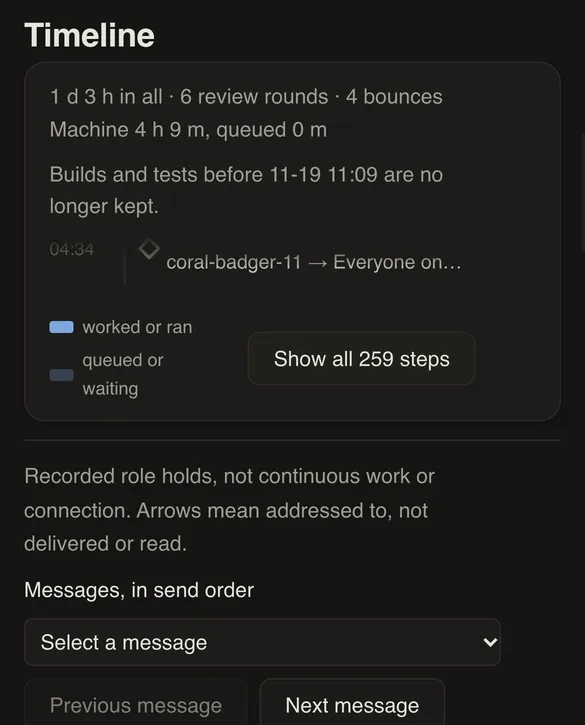 Timeline
1 d 3 h in all · 6 review rounds · 4 bounces
Machine 4 h 9 m, queued 0 m
Builds and tests before 11-19 11:09 are no
longer kept.
04:34
coral-badger-11 → Everyone on…
worked or ran
queued or
waiting
Show all 259 steps
Recorded role holds, not continuous work or
connection. Arrows mean addressed to, not
delivered or read.
Messages, in send order
Select a message
Previous message
Next message